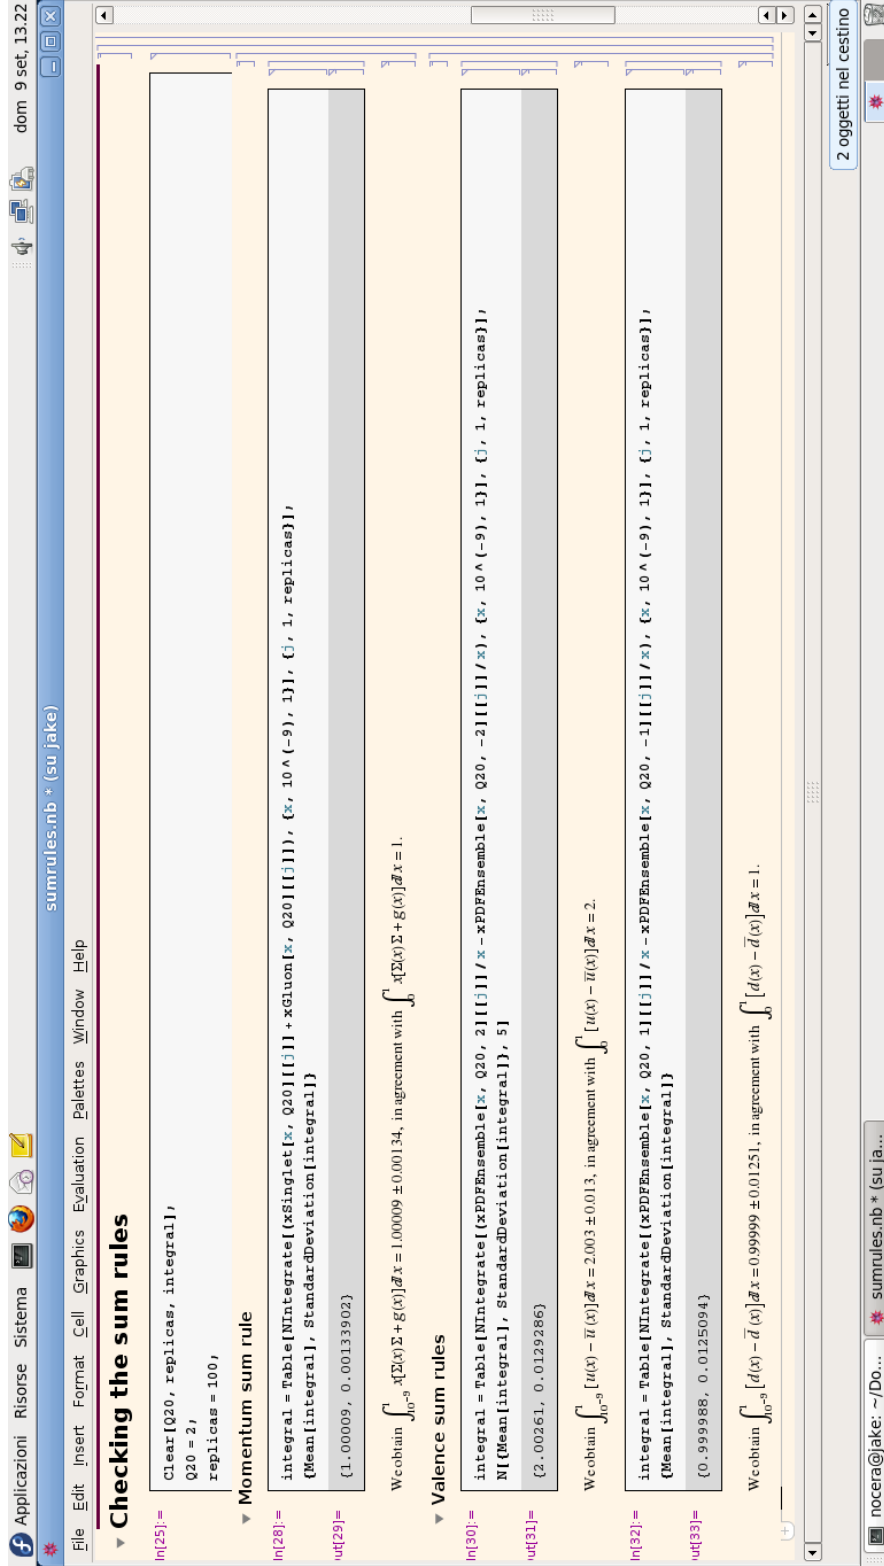 Applicazioni Risorse Sistema dom 9 set, 13.22
sumrules.nb * (su jake)
File Edit Insert Format Cell Graphics Evaluation Palettes Window Help
Checking the sum rules
In[25]:= Clear[Q20, replicas, integral];
Q20 = 2;
replicas = 100;
Momentum sum rule
In[28]:= integral = Table[NIntegrate[(xSinglet[x, Q20][[j]] + xGluon[x, Q20][[j]]), {x, 10^(-9), 1}], {j, 1, replicas}];
{Mean[integral], StandardDeviation[integral]}
ut[29]= {1.00009, 0.00133902}
We obtain ∫_{10^{-9}}^{1} x[Σ(x) Σ + g(x)] dx = 1.00009 ± 0.00134, in agreement with ∫_0^1 x[Σ(x) Σ + g(x)] dx = 1.
Valence sum rules
In[30]:= integral = Table[NIntegrate[(xPDFEnsemble[x, Q20, 2][[j]] / x - xPDFEnsemble[x, Q20, -2][[j]] / x), {x, 10^(-9), 1}], {j, 1, replicas}];
N[{Mean[integral], StandardDeviation[integral]}, 5]
ut[31]= {2.00261, 0.0129286}
We obtain ∫_{10^{-9}}^{1} [u(x) - u̅(x)] dx = 2.003 ± 0.013, in agreement with ∫_0^1 [u(x) - u̅(x)] dx = 2.
In[32]:= integral = Table[NIntegrate[(xPDFEnsemble[x, Q20, 1][[j]] / x - xPDFEnsemble[x, Q20, -1][[j]] / x), {x, 10^(-9), 1}], {j, 1, replicas}];
{Mean[integral], StandardDeviation[integral]}
ut[33]= {0.999988, 0.0125094}
We obtain ∫_{10^{-9}}^{1} [d(x) - d̅(x)] dx = 0.99999 ± 0.01251, in agreement with ∫_0^1 [d(x) - d̅(x)] dx = 1.
2 oggetti nel cestino
nocera@jake: ~/Do... sumrules.nb * (su ja...